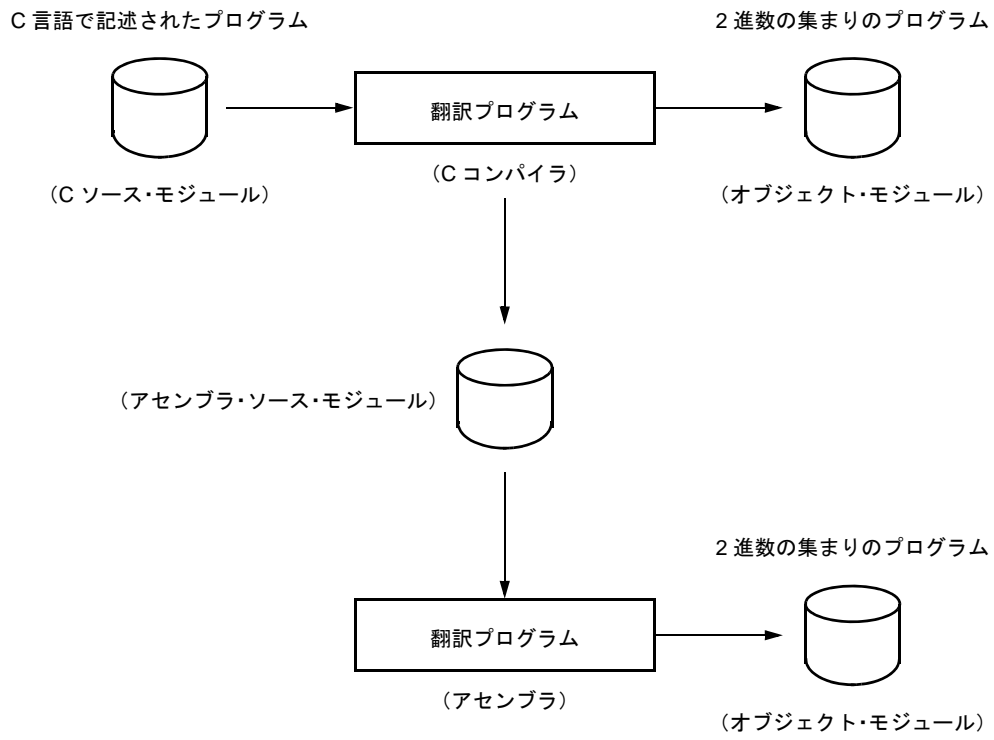 C 言語で記述されたプログラム
2 進数の集まりのプログラム
翻訳プログラム
（C コンパイラ）
（C ソース・モジュール）
（オブジェクト・モジュール）
（アセンブラ・ソース・モジュール）
2 進数の集まりのプログラム
翻訳プログラム
（アセンブラ）
（オブジェクト・モジュール）